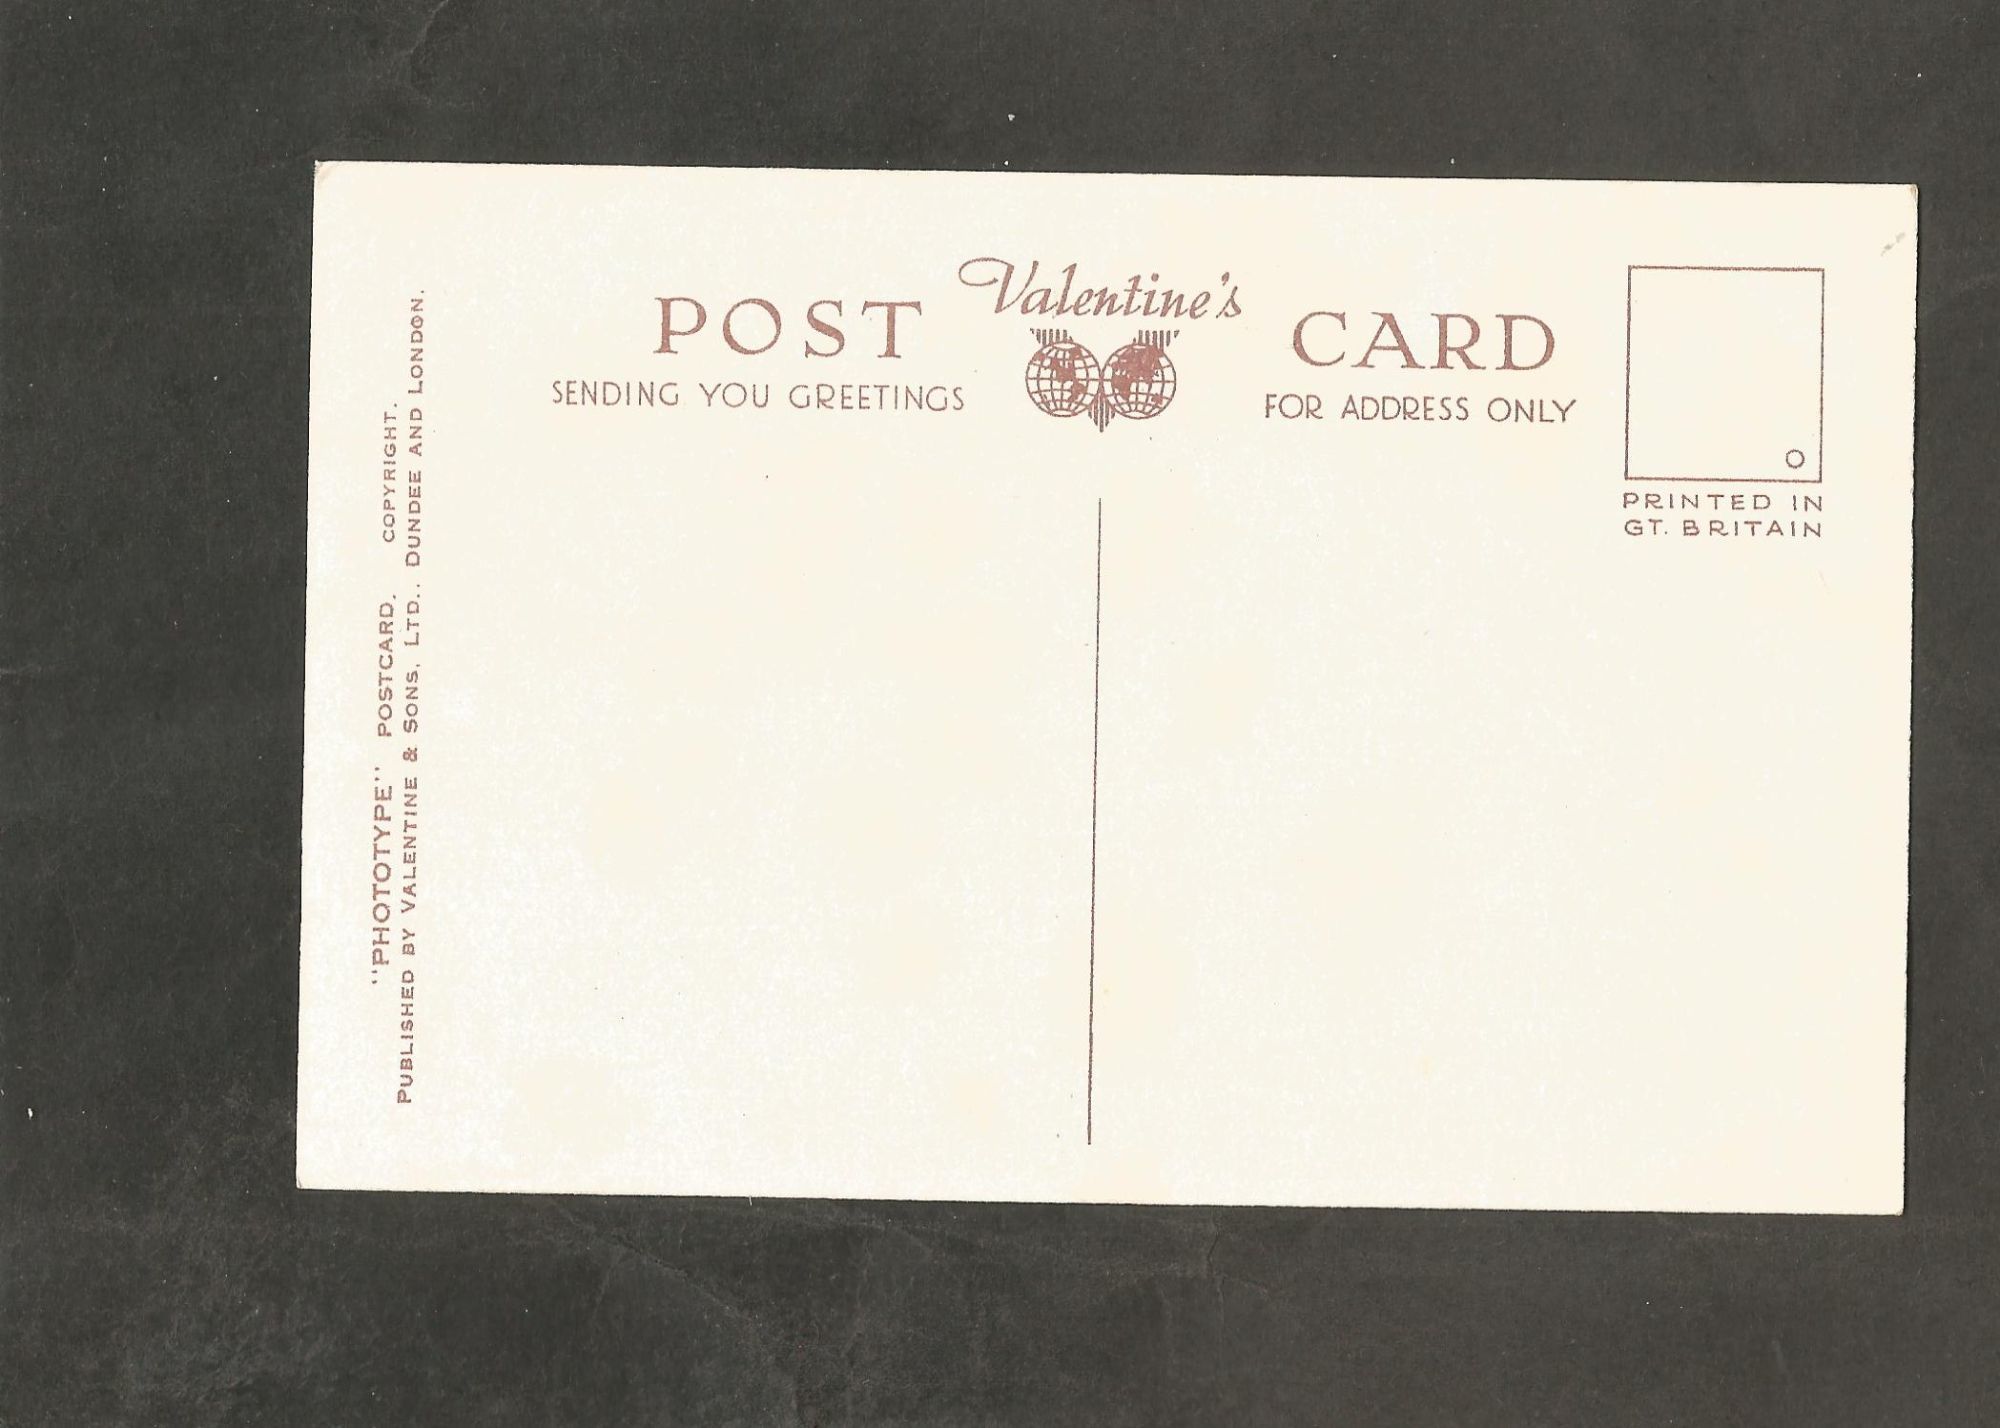 POST Valentine's CARD
SENDING YOU GREETINGS
FOR ADDRESS ONLY
O
PRINTED IN
GT. BRITAIN
"PHOTOTYPE" POSTCARD. COPYRIGHT.
PUBLISHED BY VALENTINE & SONS, LTD., DUNDEE AND LONDON.